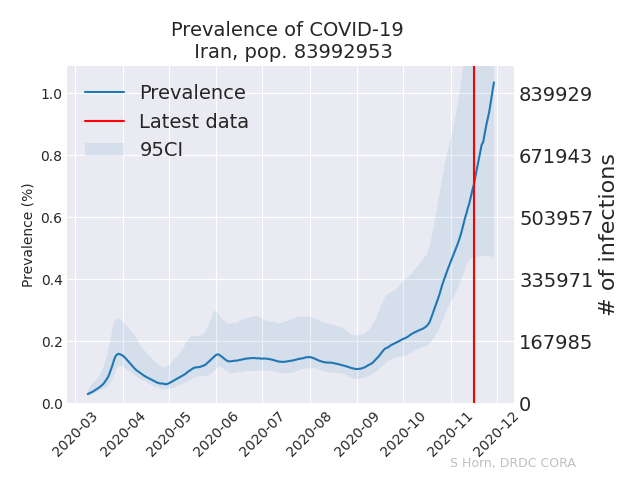 Prevalence of COVID-19
Iran, pop. 83992953
Prevalence
Latest data
95CI
1.0
0.8
0.6
0.4
0.2
0.0
Prevalence (%)
839929
671943
503957
335971
167985
0
# of infections
2020-03
2020-04
2020-05
2020-06
2020-07
2020-08
2020-09
2020-10
2020-11
2020-12
S Horn, DRDC CORA